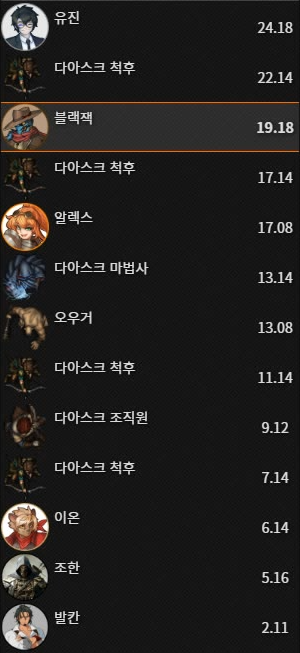 유진
24.18
다아스크 척후
22.14
블랙잭
19.18
다아스크 척후
17.14
알렉스
17.08
다아스크 마법사
13.14
오우거
13.08
다아스크 척후
11.14
다아스크 조직원
9.12
다아스크 척후
7.14
이온
6.14
조한
5.16
발칸
2.11